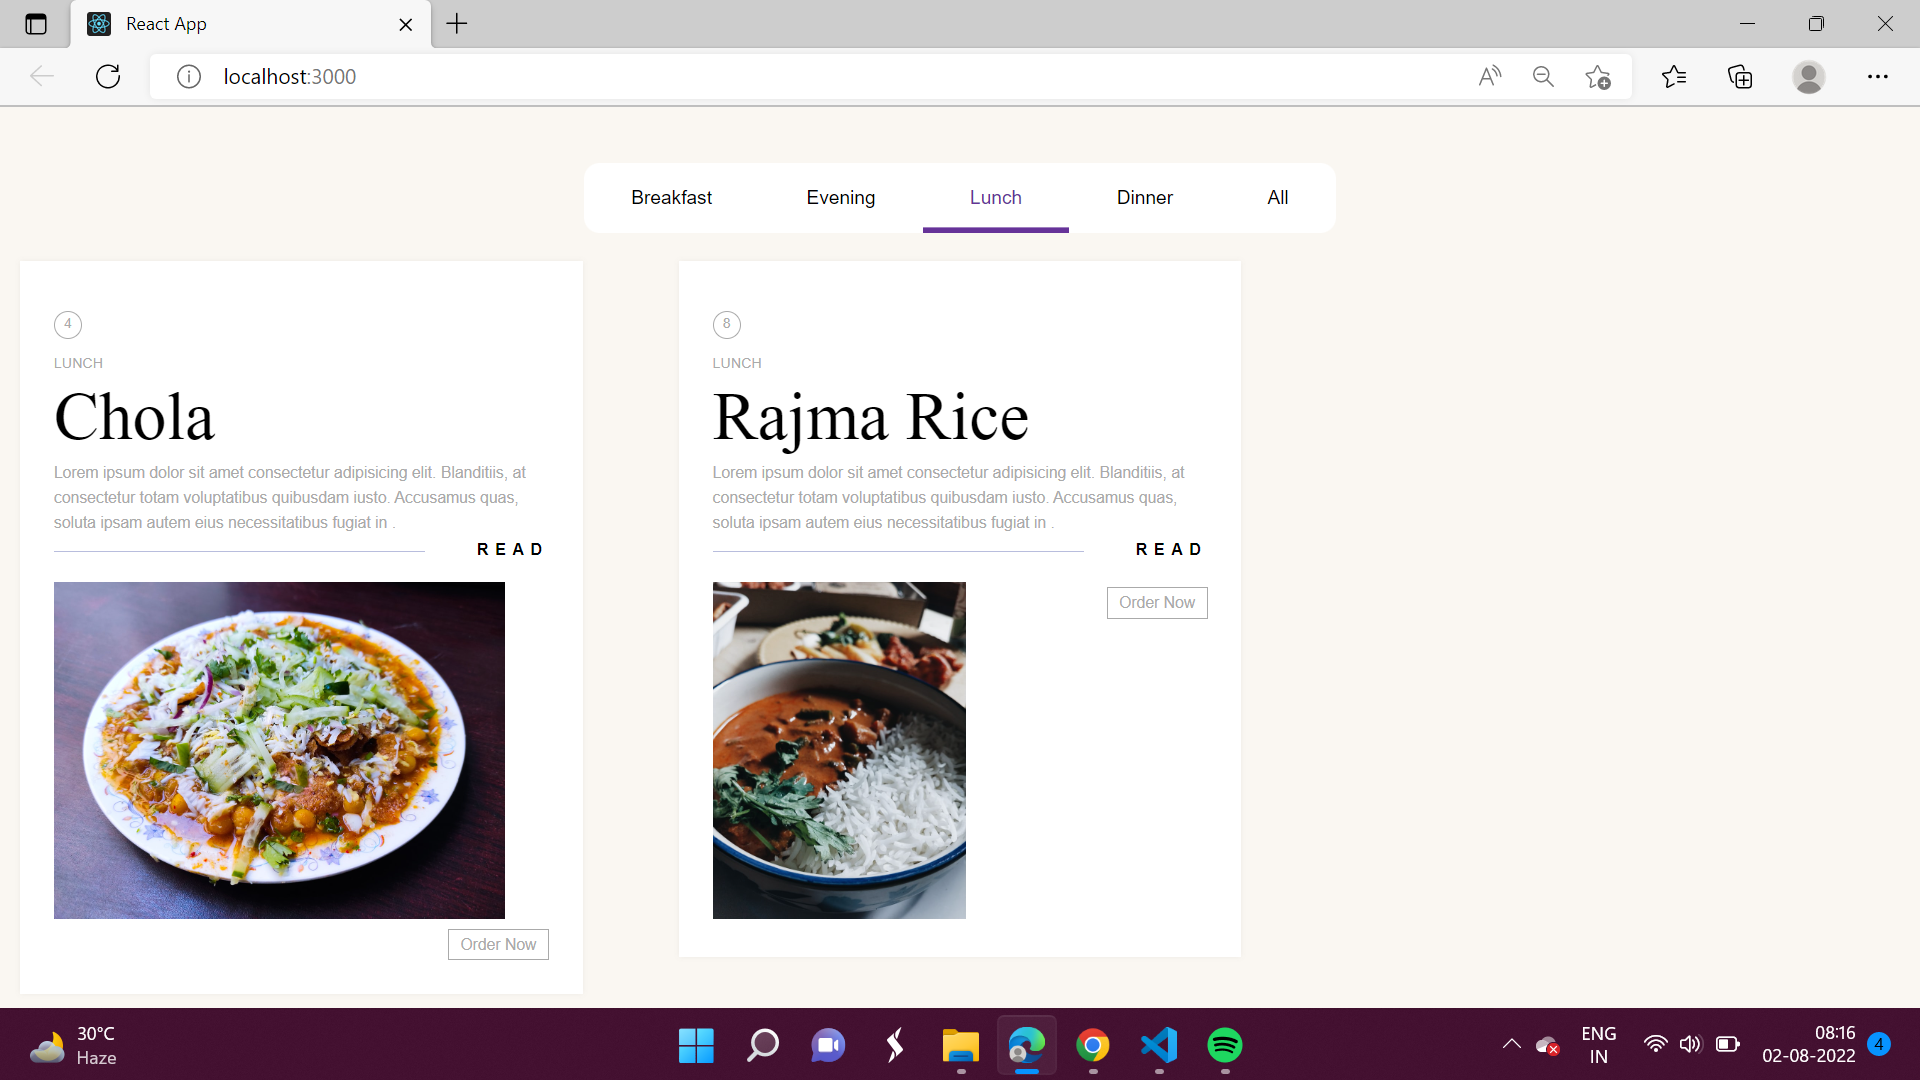 React App
localhost:3000
Breakfast Evening Lunch Dinner All
4
LUNCH
Chola
Lorem ipsum dolor sit amet consectetur adipisicing elit. Blanditiis, at
consectetur totam voluptatibus quibusdam iusto. Accusamus quas,
soluta ipsam autem eius necessitatibus fugiat in .
READ
Order Now
8
LUNCH
Rajma Rice
Lorem ipsum dolor sit amet consectetur adipisicing elit. Blanditiis, at
consectetur totam voluptatibus quibusdam iusto. Accusamus quas,
soluta ipsam autem eius necessitatibus fugiat in .
READ
Order Now
30°C
Haze
ENG
IN
08:16
02-08-2022
4